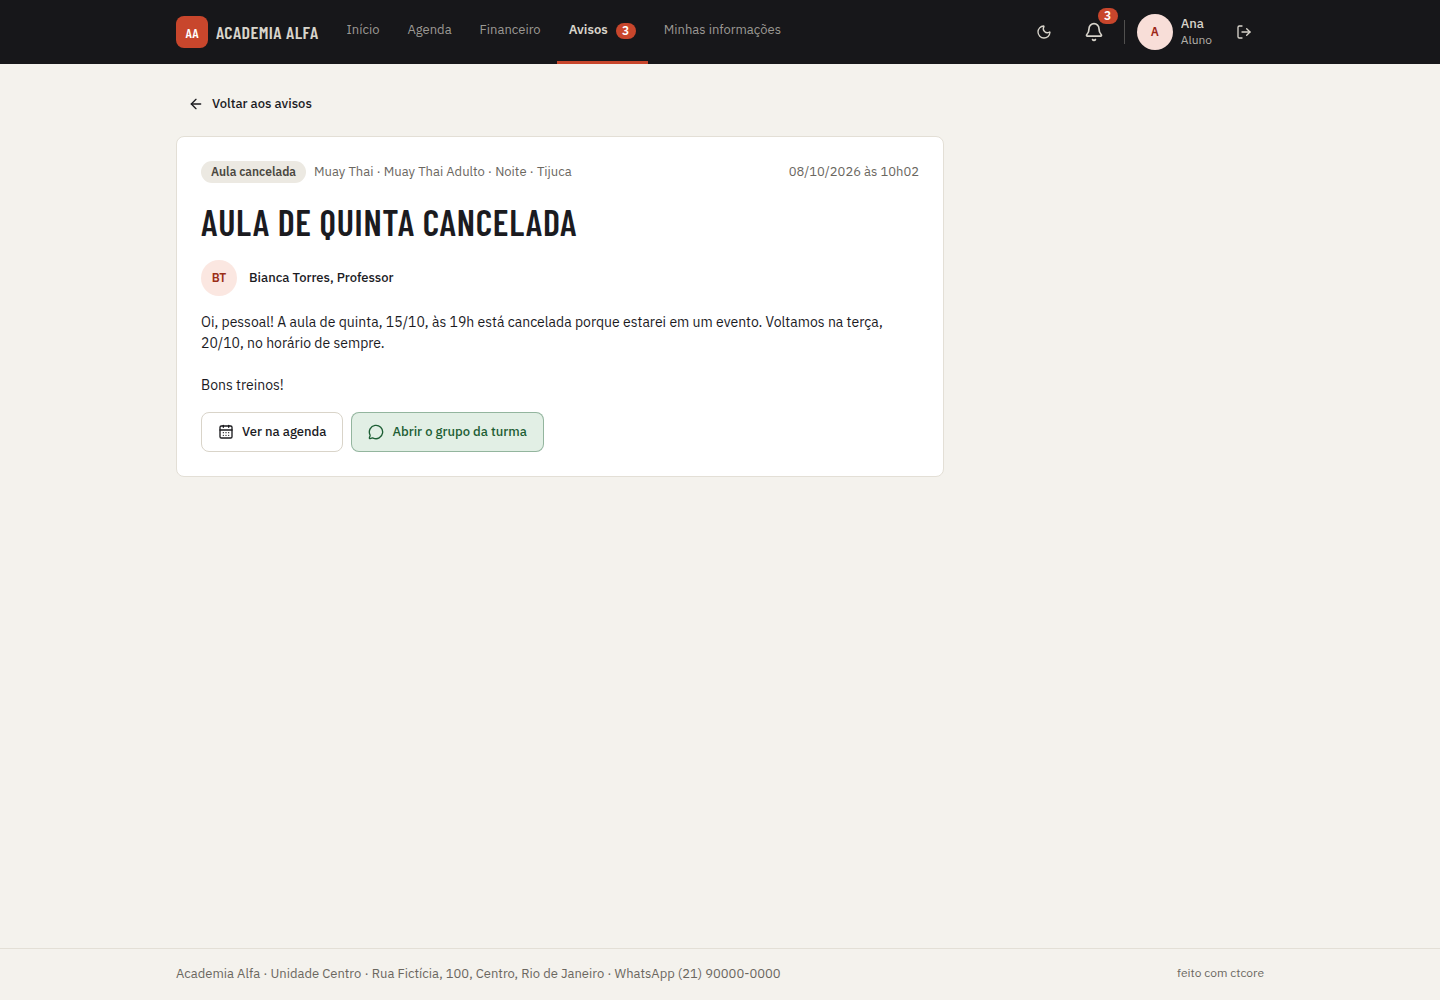 AA ACADEMIA ALFA Início Agenda Financeiro Avisos 3 Minhas informações 3 A Ana
Aluno
Voltar aos avisos
Aula cancelada Muay Thai · Muay Thai Adulto · Noite · Tijuca 08/10/2026 às 10h02
AULA DE QUINTA CANCELADA
BT Bianca Torres, Professor
Oi, pessoal! A aula de quinta, 15/10, às 19h está cancelada porque estarei em um evento. Voltamos na terça,
20/10, no horário de sempre.
Bons treinos!
Ver na agenda Abrir o grupo da turma
Academia Alfa · Unidade Centro · Rua Fictícia, 100, Centro, Rio de Janeiro · WhatsApp (21) 90000-0000 feito com ctcore